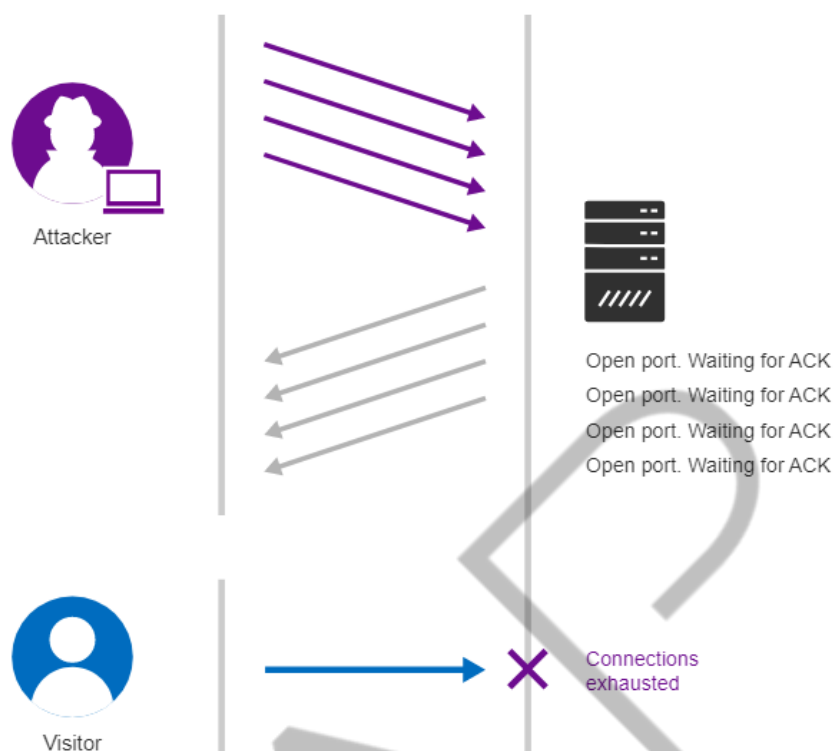 Attacker
Open port. Waiting for ACK
Open port. Waiting for ACK
Open port. Waiting for ACK
Open port. Waiting for ACK
Connections
exhausted
Visitor